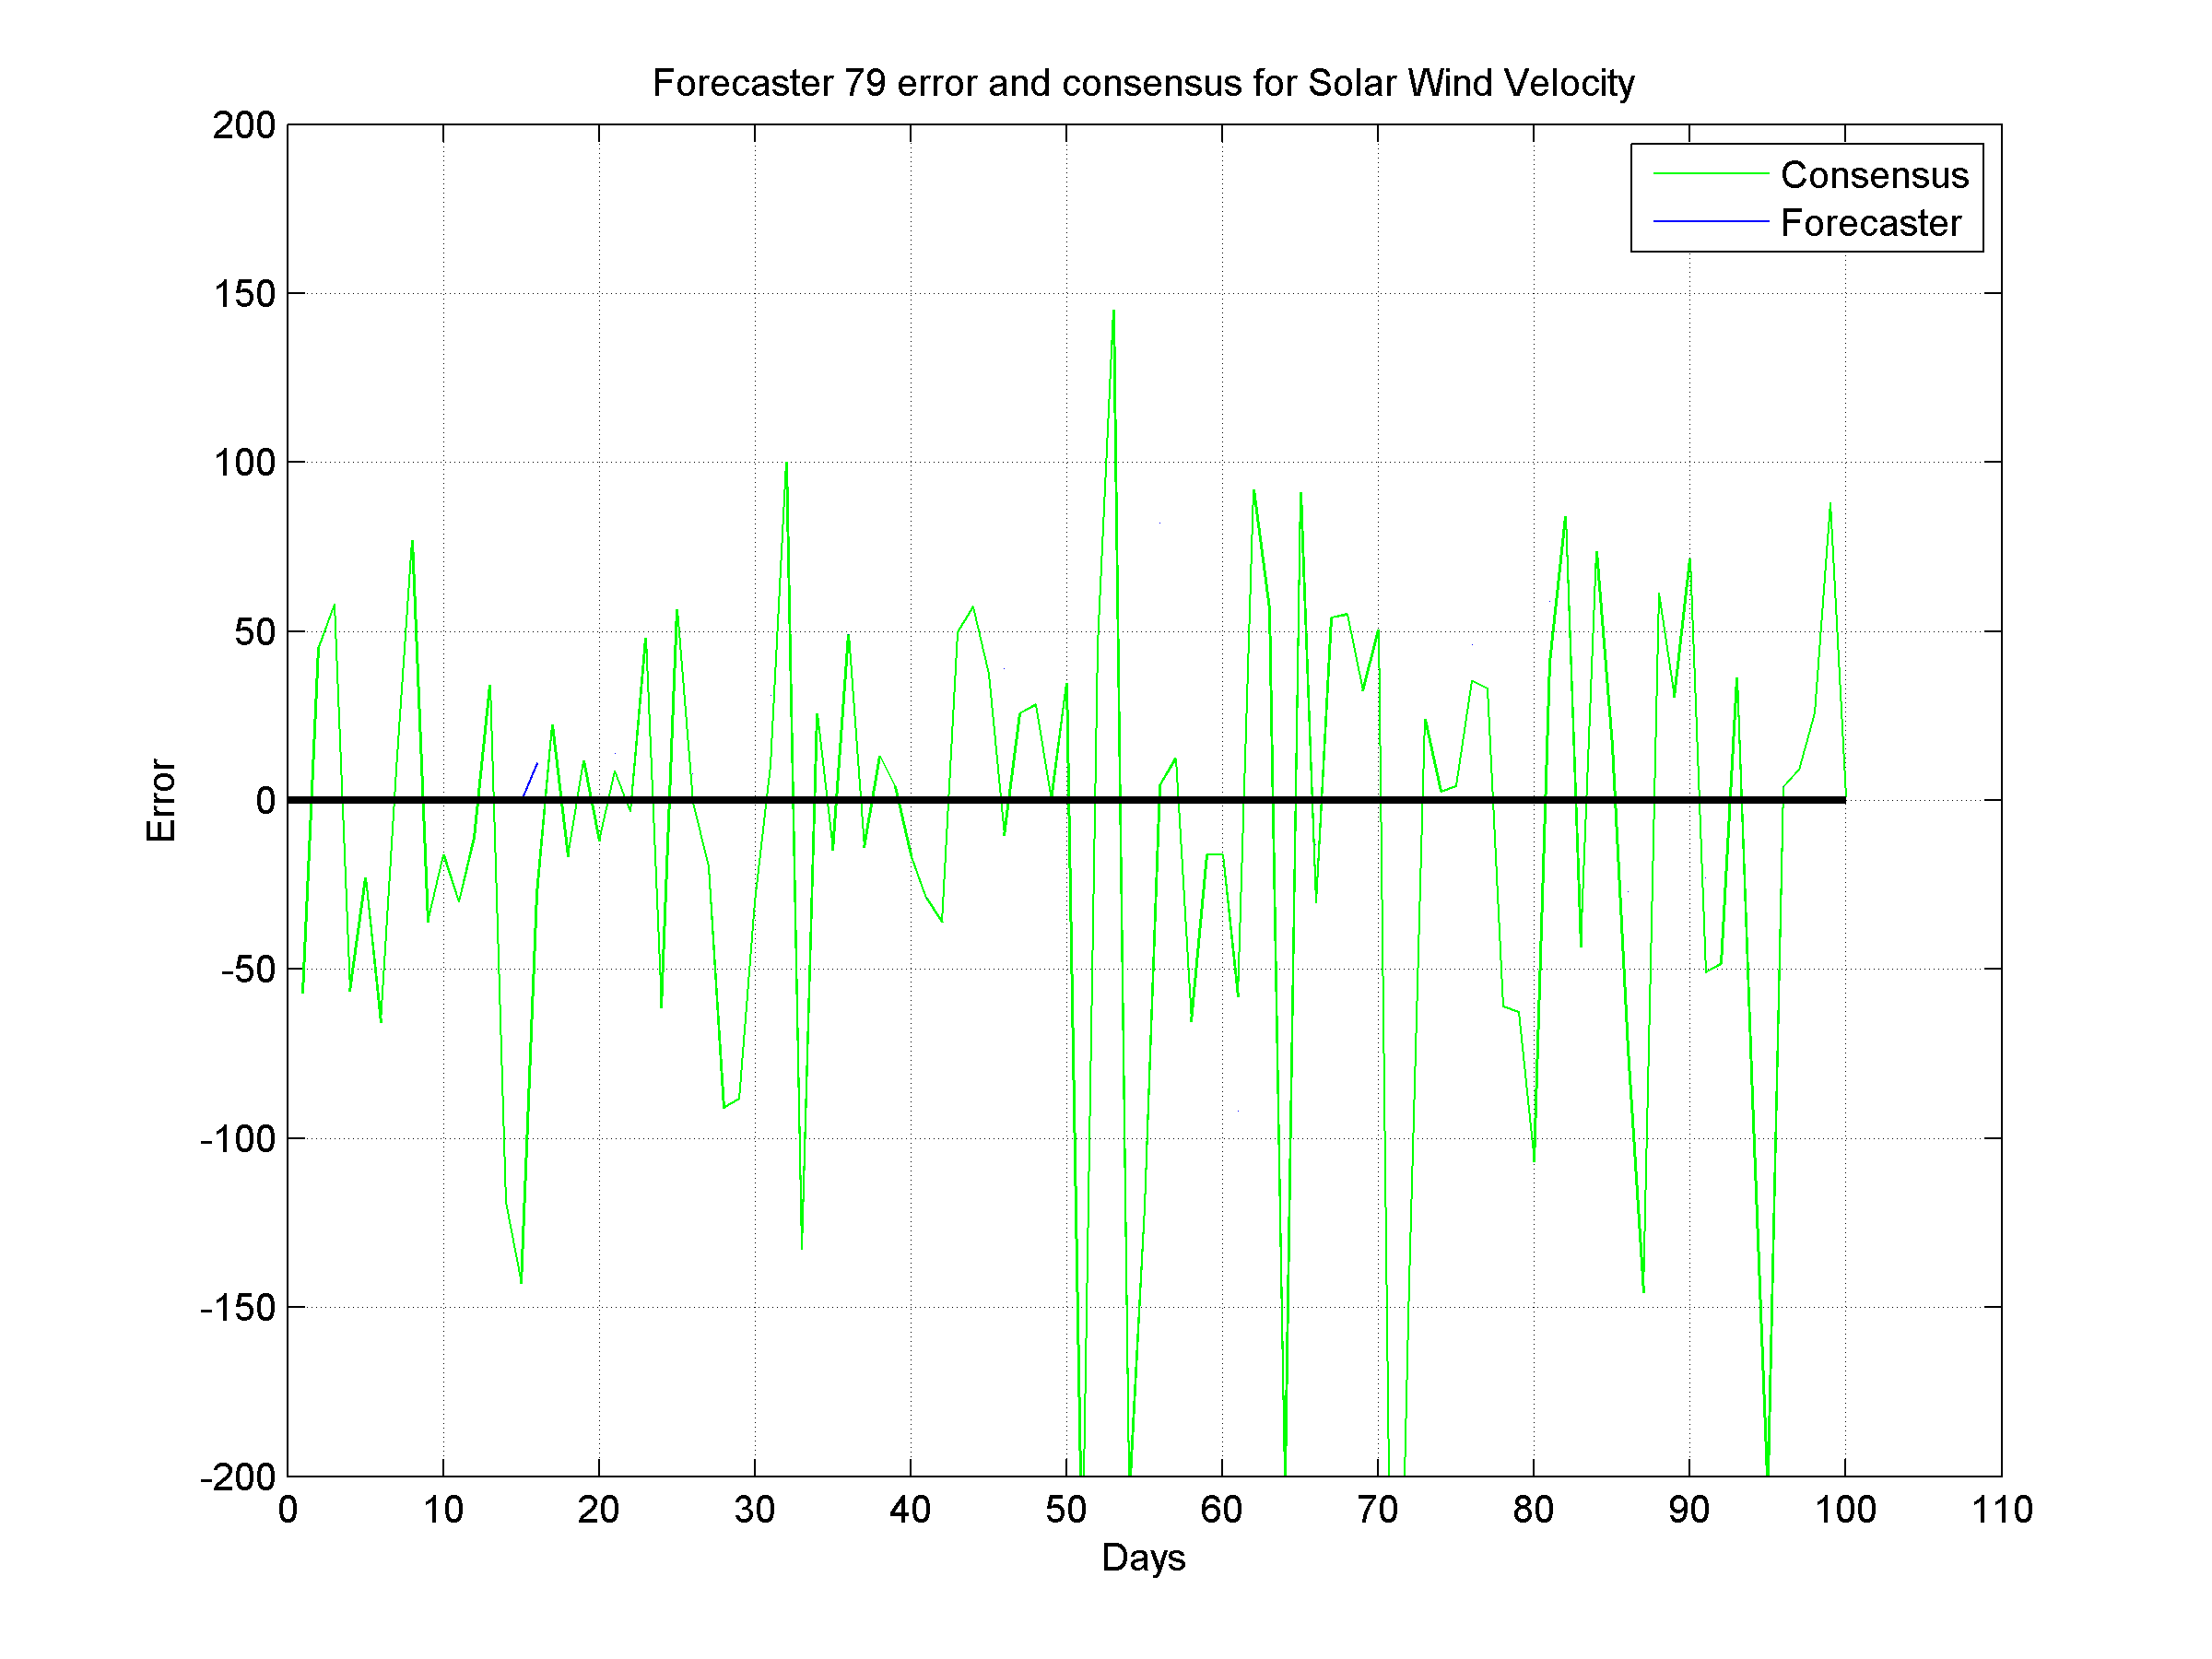 Forecaster 79 error and consensus for Solar Wind Velocity
200
150
100
50
0
-50
-100
-150
-200
Error
Consensus
Forecaster
0 10 20 30 40 50 60 70 80 90 100 110
Days